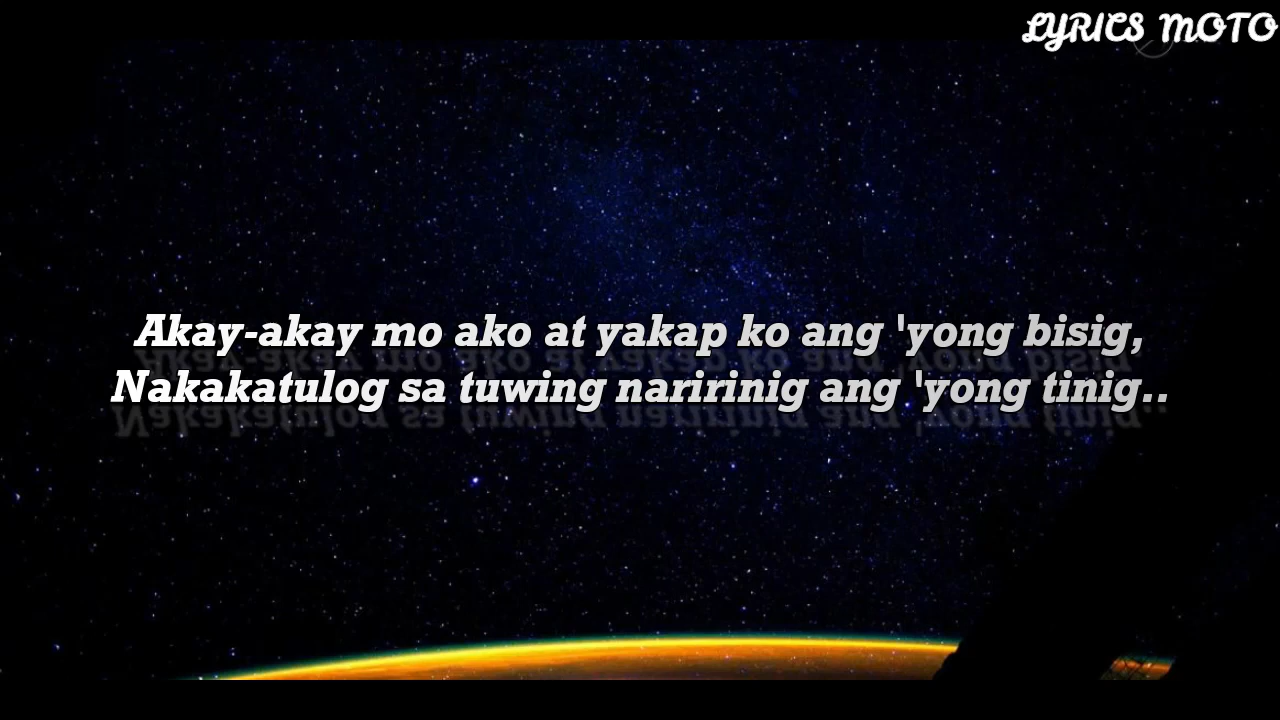 LYRICS MOTO
Akay-akay mo ako at yakap ko ang 'yong bisig,
Nakakatulog sa tuwing naririnig ang 'yong tinig..